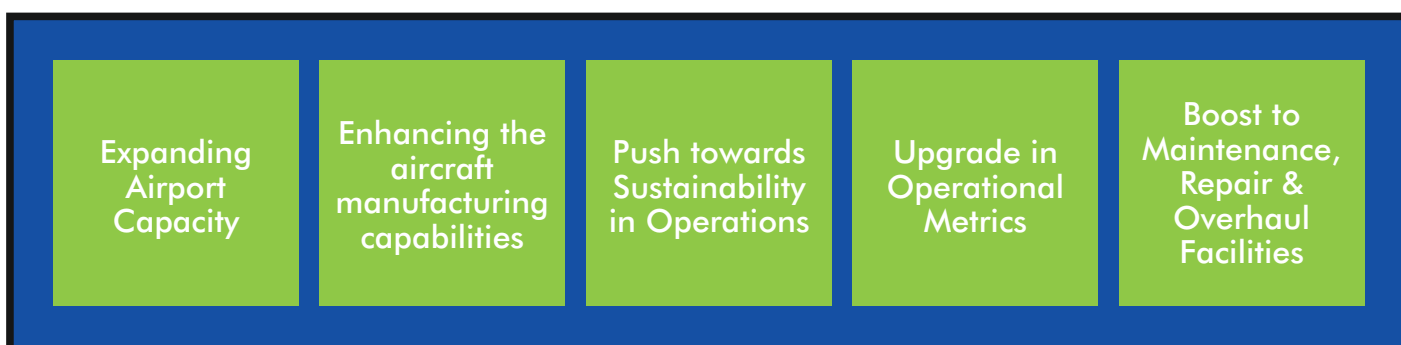 Expanding
Airport
Capacity
Enhancing the
aircraft
manufacturing
capabilities
Push towards
Sustainability
in Operations
Upgrade in
Operational
Metrics
Boost to
Maintenance,
Repair &
Overhaul
Facilities